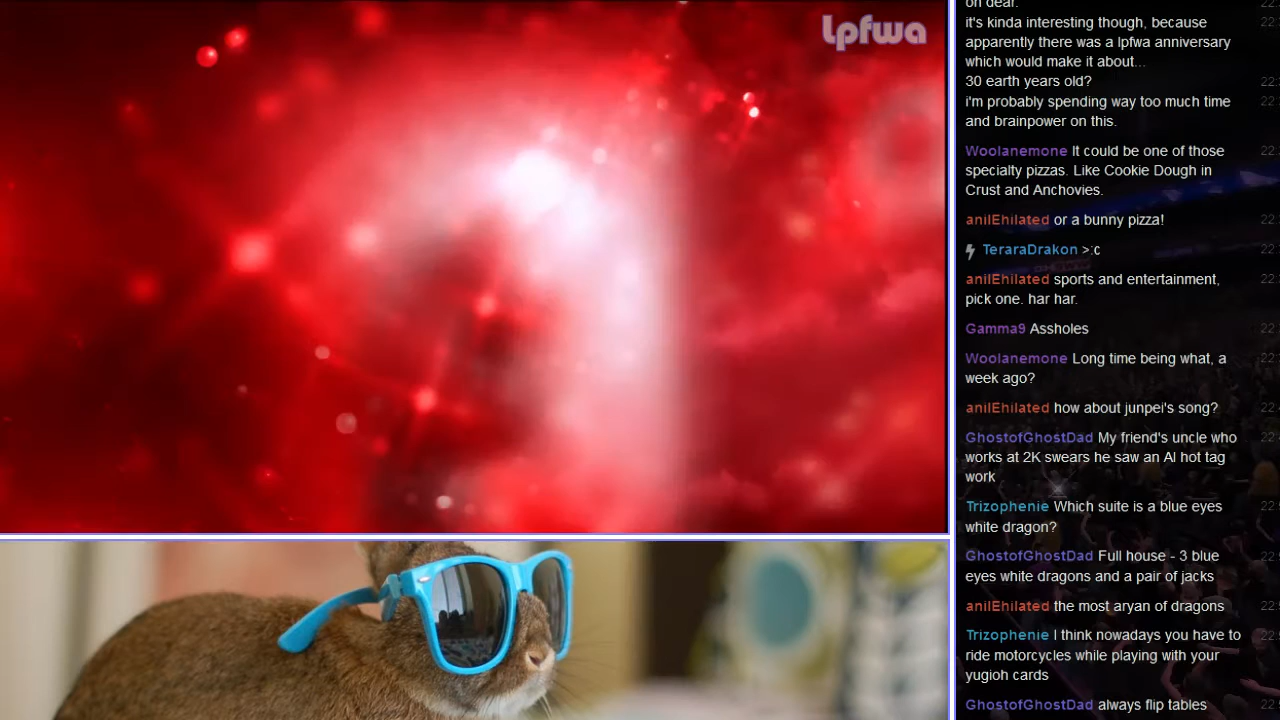 lpfwa
on dear.
it's kinda interesting though, because
apparently there was a lpfwa anniversary
which would make it about...
30 earth years old?
i'm probably spending way too much time
and brainpower on this.
Woolanemone It could be one of those
specialty pizzas. Like Cookie Dough in
Crust and Anchovies.
anilEhilated or a bunny pizza!
TeraraDrakon >:c
anilEhilated sports and entertainment,
pick one. har har.
Gamma9 Assholes
Woolanemone Long time being what, a
week ago?
anilEhilated how about junpei's song?
GhostofGhostDad My friend's uncle who
works at 2K swears he saw an AI hot tag
work
Trizophenie Which suite is a blue eyes
white dragon?
GhostofGhostDad Full house - 3 blue
eyes white dragons and a pair of jacks
anilEhilated the most aryan of dragons
Trizophenie I think nowadays you have to
ride motorcycles while playing with your
yugioh cards
GhostofGhostDad always flip tables